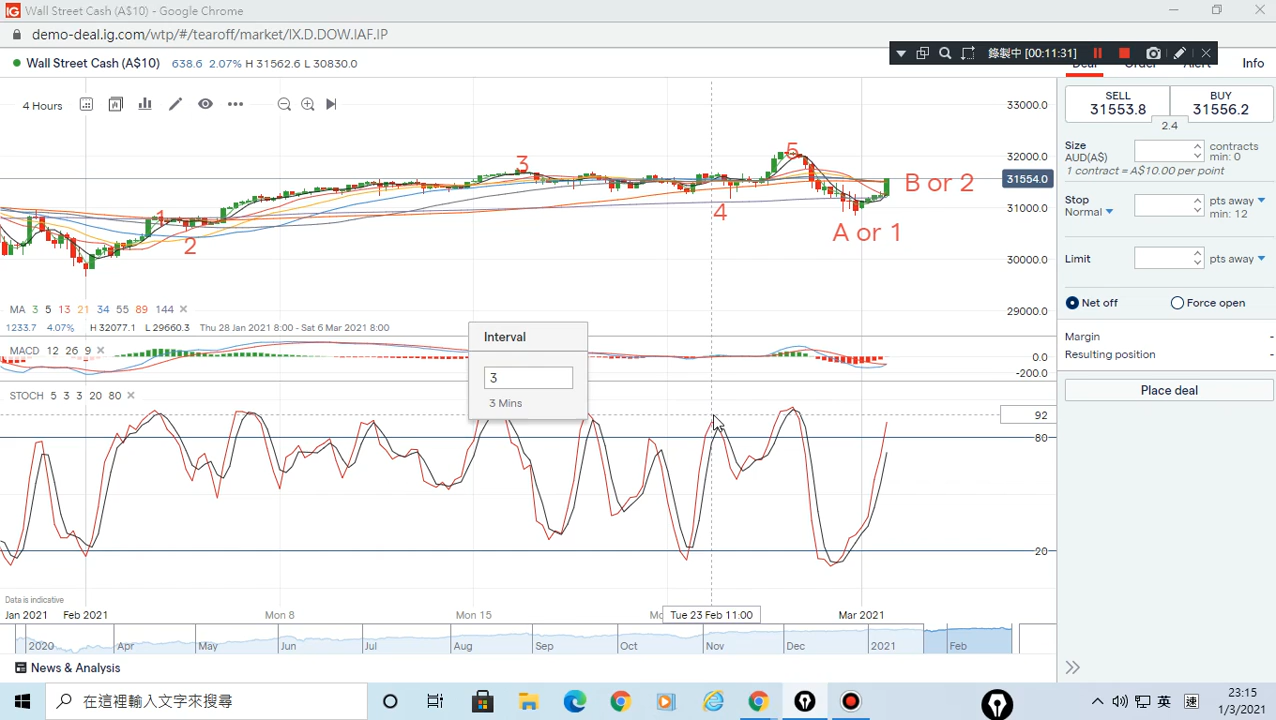 IG Wall Street Cash (A$10) - Google Chrome
demo-deal.ig.com/wtp/#/tearoff/market/IX.D.DOW.IAF.IP
錄製中 [00:11:31]
Wall Street Cash (A$10) 638.6 2.07% H 31562.6 L 30830.0
Deal Order Alert Info
4 Hours
33000.0
32000.0
31554.0
31000.0
30000.0
29000.0
1
2
3
4
5
A or 1
B or 2
MA 3 5 13 21 34 55 89 144
1233.7 4.07% H 32077.1 L 29660.3 Thu 28 Jan 2021 8:00 - Sat 6 Mar 2021 8:00
MACD 12 26 9
0.0
-200.0
Interval
3
3 Mins
STOCH 5 3 3 20 80
92
80
20
Data is indicative
Jan 2021 Feb 2021 Mon 8 Mon 15 Tue 23 Feb 11:00 Mar 2021
2020 Apr May Jun Jul Aug Sep Oct Nov Dec 2021 Feb
News & Analysis
SELL
31553.8
BUY
31556.2
2.4
Size
AUD(A$)
contracts
min: 0
1 contract = A$10.00 per point
Stop
Normal
pts away
min: 12
Limit
pts away
Net off
Force open
Margin -
Resulting position -
Place deal
在這裡輸入文字來搜尋
英
23:15
1/3/2021